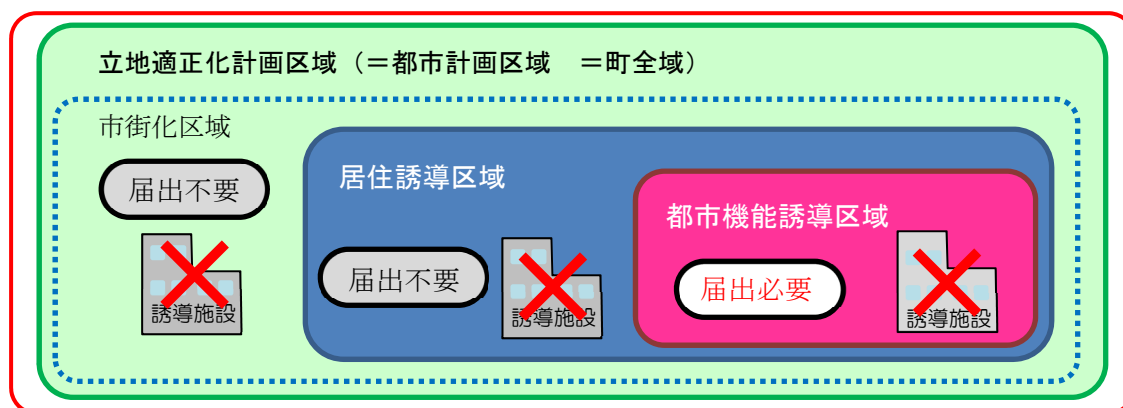 立地適正化計画区域（＝都市計画区域　＝町全域）
市街化区域
届出不要
誘導施設
居住誘導区域
届出不要
誘導施設
都市機能誘導区域
届出必要
誘導施設